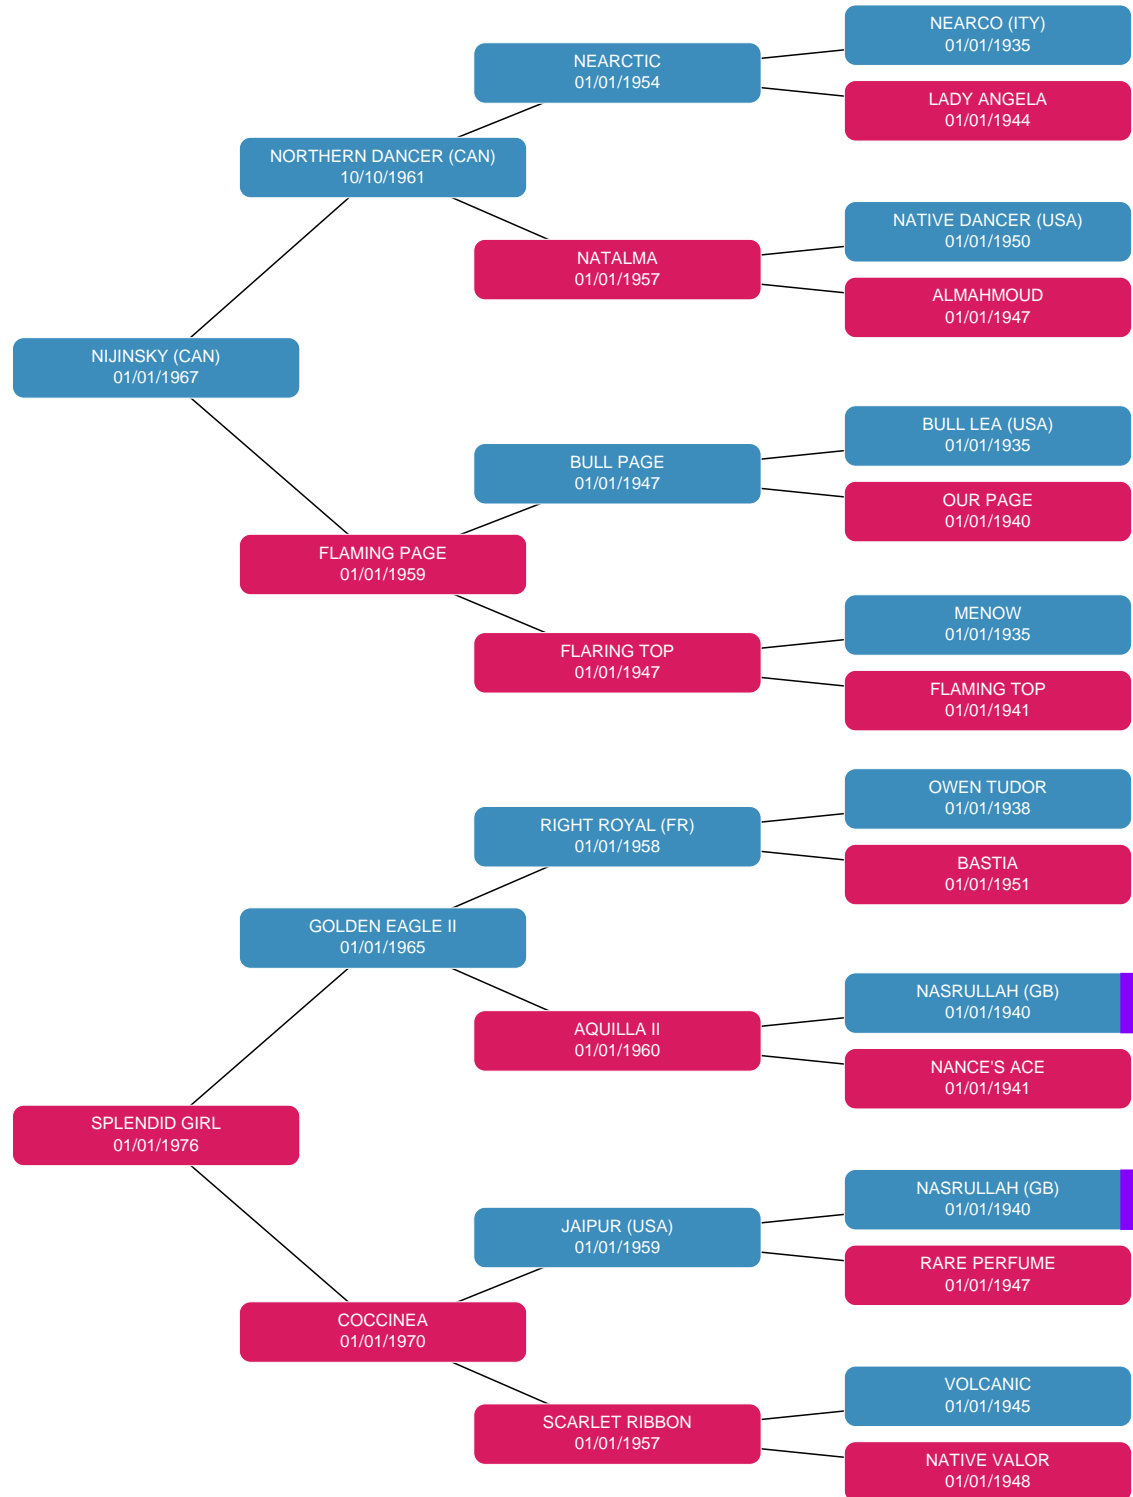 NEARCO (ITY)
01/01/1935
NEARCTIC
01/01/1954
LADY ANGELA
01/01/1944
NORTHERN DANCER (CAN)
10/10/1961
NATIVE DANCER (USA)
01/01/1950
NATALMA
01/01/1957
ALMAHMOUD
01/01/1947
NIJINSKY (CAN)
01/01/1967
BULL LEA (USA)
01/01/1935
BULL PAGE
01/01/1947
OUR PAGE
01/01/1940
FLAMING PAGE
01/01/1959
MENOW
01/01/1935
FLARING TOP
01/01/1947
FLAMING TOP
01/01/1941
OWEN TUDOR
01/01/1938
RIGHT ROYAL (FR)
01/01/1958
BASTIA
01/01/1951
GOLDEN EAGLE II
01/01/1965
NASRULLAH (GB)
01/01/1940
AQUILLA II
01/01/1960
NANCE'S ACE
01/01/1941
SPLENDID GIRL
01/01/1976
NASRULLAH (GB)
01/01/1940
JAIPUR (USA)
01/01/1959
RARE PERFUME
01/01/1947
COCCINEA
01/01/1970
VOLCANIC
01/01/1945
SCARLET RIBBON
01/01/1957
NATIVE VALOR
01/01/1948